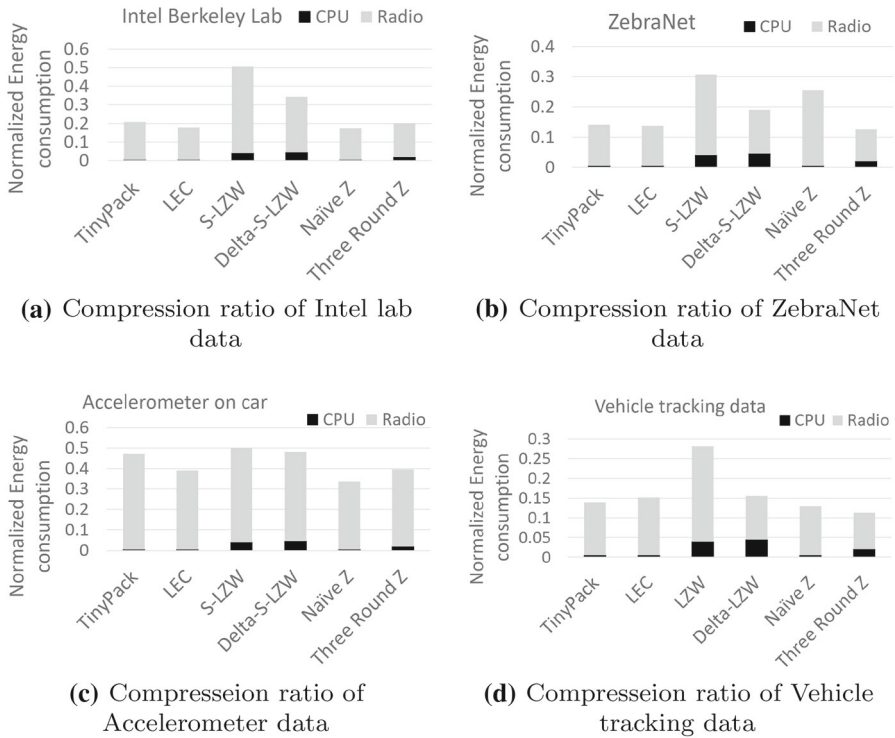 Intel Berkeley Lab
CPU Radio
Normalized Energy
consumption
0.6
0.5
0.4
0.3
0.2
0.1
0
TinyPack
LEC
S-LZW
Delta-S-LZW
Naïve Z
Three Round Z
(a) Compression ratio of Intel lab
data
ZebraNet
CPU Radio
Normalized Energy
consumption
0.4
0.3
0.2
0.1
0
TinyPack
LEC
S-LZW
Delta-S-LZW
Naïve Z
Three Round Z
(b) Compression ratio of ZebraNet
data
Accelerometer on car
CPU Radio
Normalized Energy
consumption
0.6
0.5
0.4
0.3
0.2
0.1
0
TinyPack
LEC
S-LZW
Delta-S-LZW
Naïve Z
Three Round Z
(c) Compresseion ratio of
Accelerometer data
Vehicle tracking data
CPU Radio
Normalized Energy
consumption
0.3
0.25
0.2
0.15
0.1
0.05
0
TinyPack
LEC
LZW
Delta-LZW
Naïve Z
Three Round Z
(d) Compresseion ratio of Vehicle
tracking data